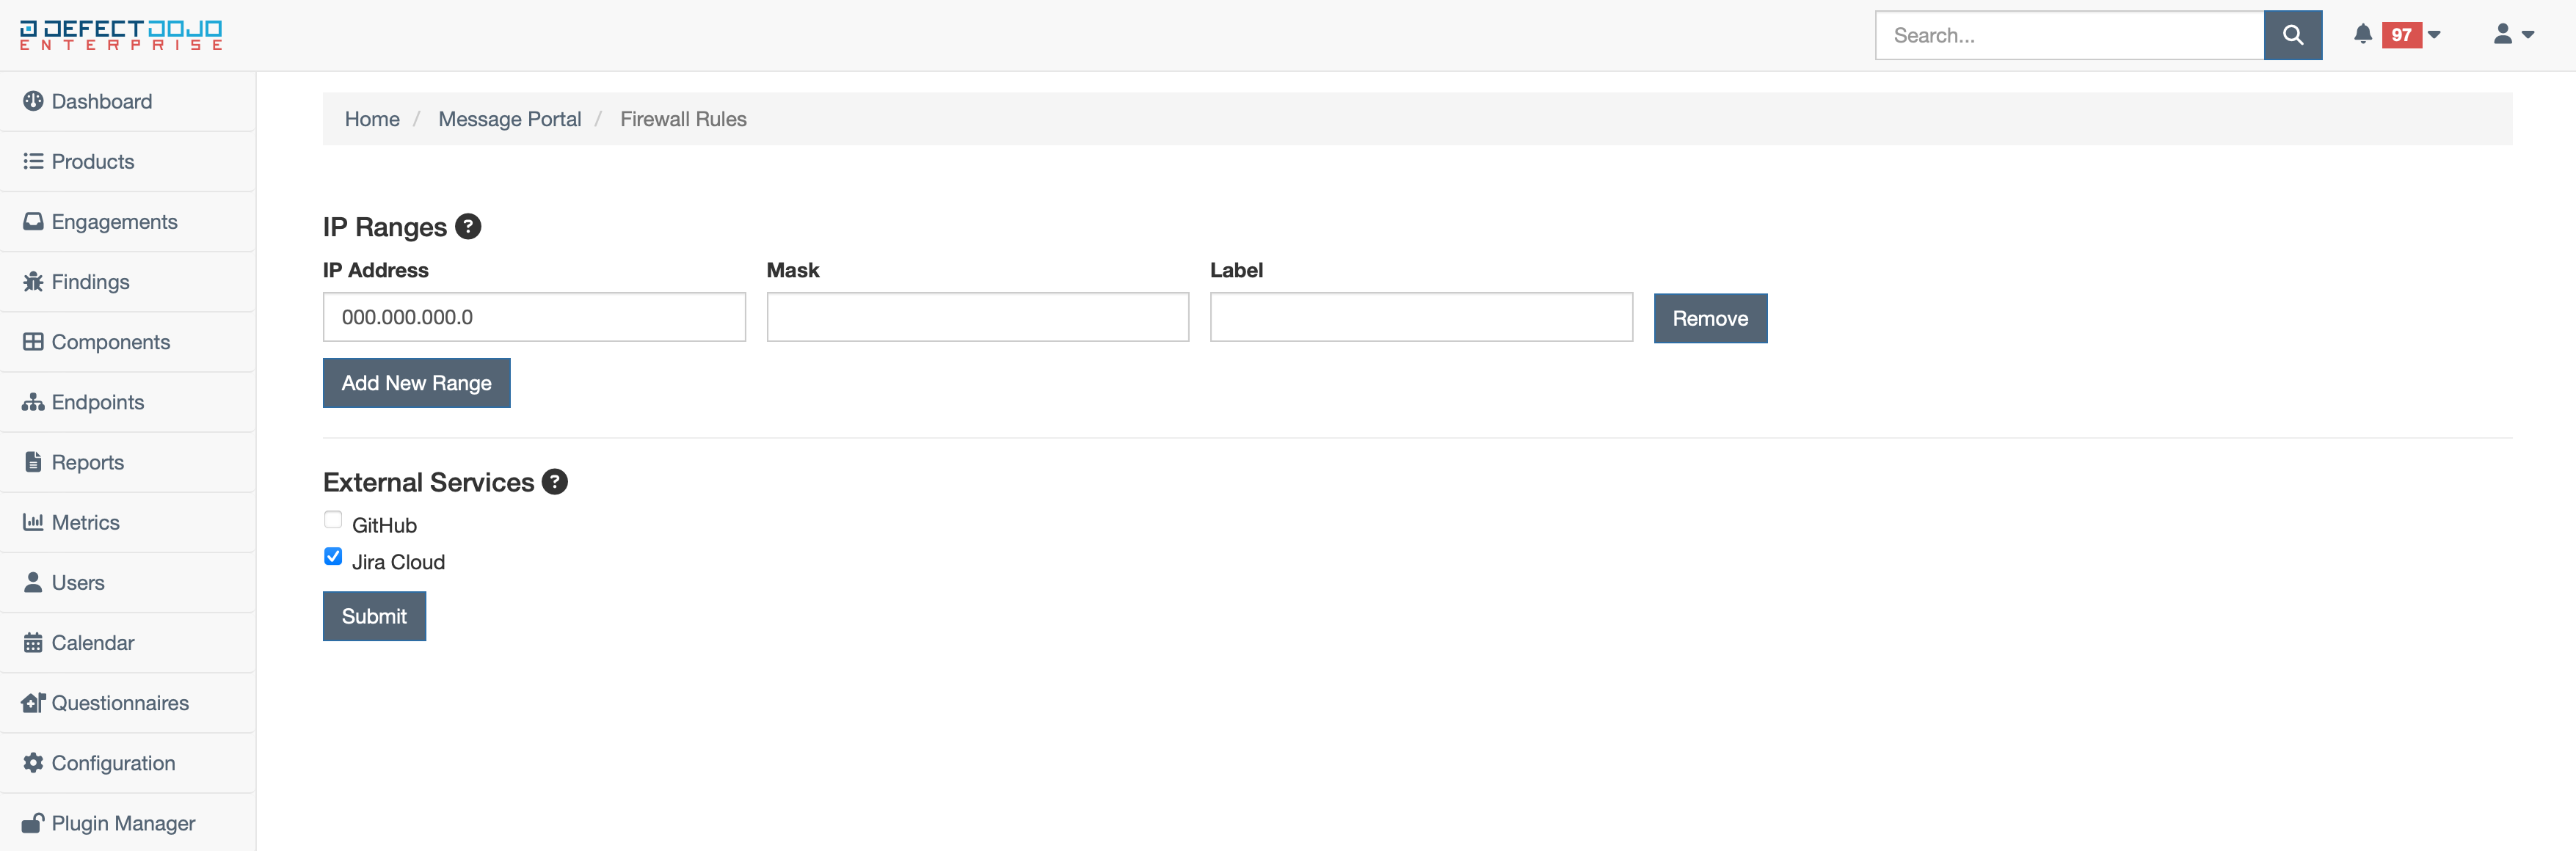 DEFECTDOJO
ENTERPRISE
Search...
97
Dashboard
Products
Engagements
Findings
Components
Endpoints
Reports
Metrics
Users
Calendar
Questionnaires
Configuration
Plugin Manager
Home / Message Portal / Firewall Rules
IP Ranges ?
IP Address Mask Label
000.000.000.0 Remove
Add New Range
External Services ?
GitHub
Jira Cloud
Submit